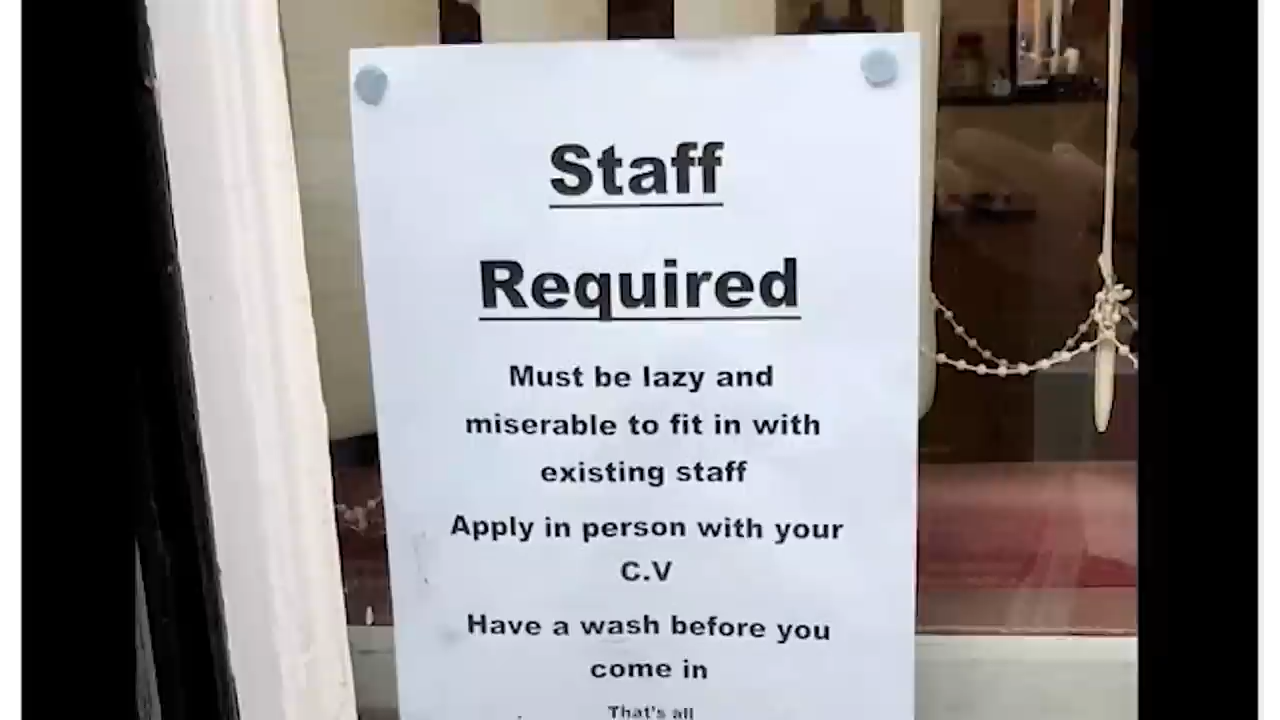 Staff
Required
Must be lazy and
miserable to fit in with
existing staff
Apply in person with your
C.V
Have a wash before you
come in
That's all